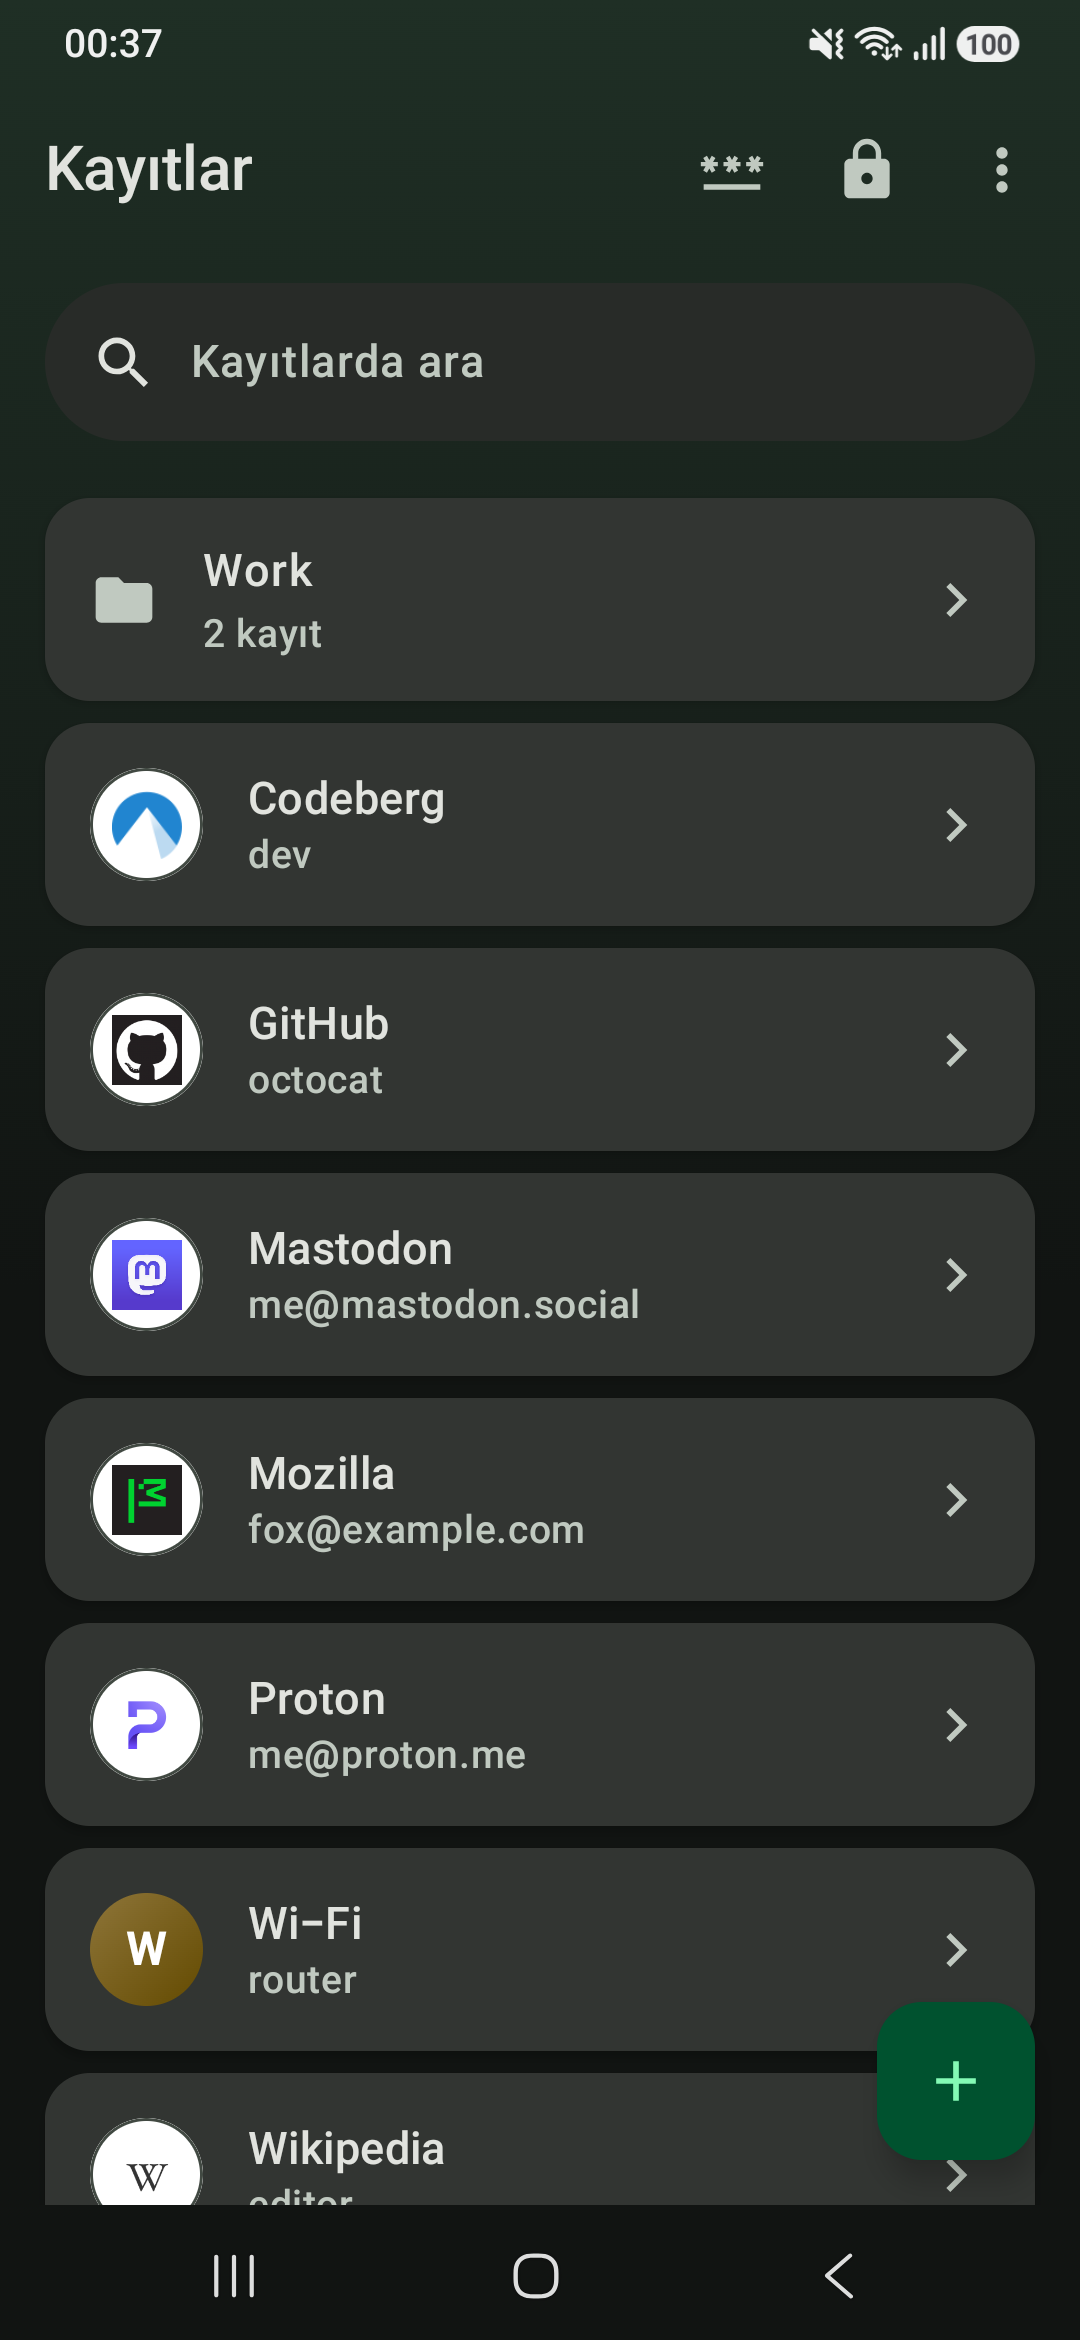 00:37
100
Kayıtlar
***
Kayıtlarda ara
Work
2 kayıt
Codeberg
dev
GitHub
octocat
Mastodon
me@mastodon.social
Mozilla
fox@example.com
Proton
me@proton.me
W
Wi-Fi
router
W
Wikipedia
editor